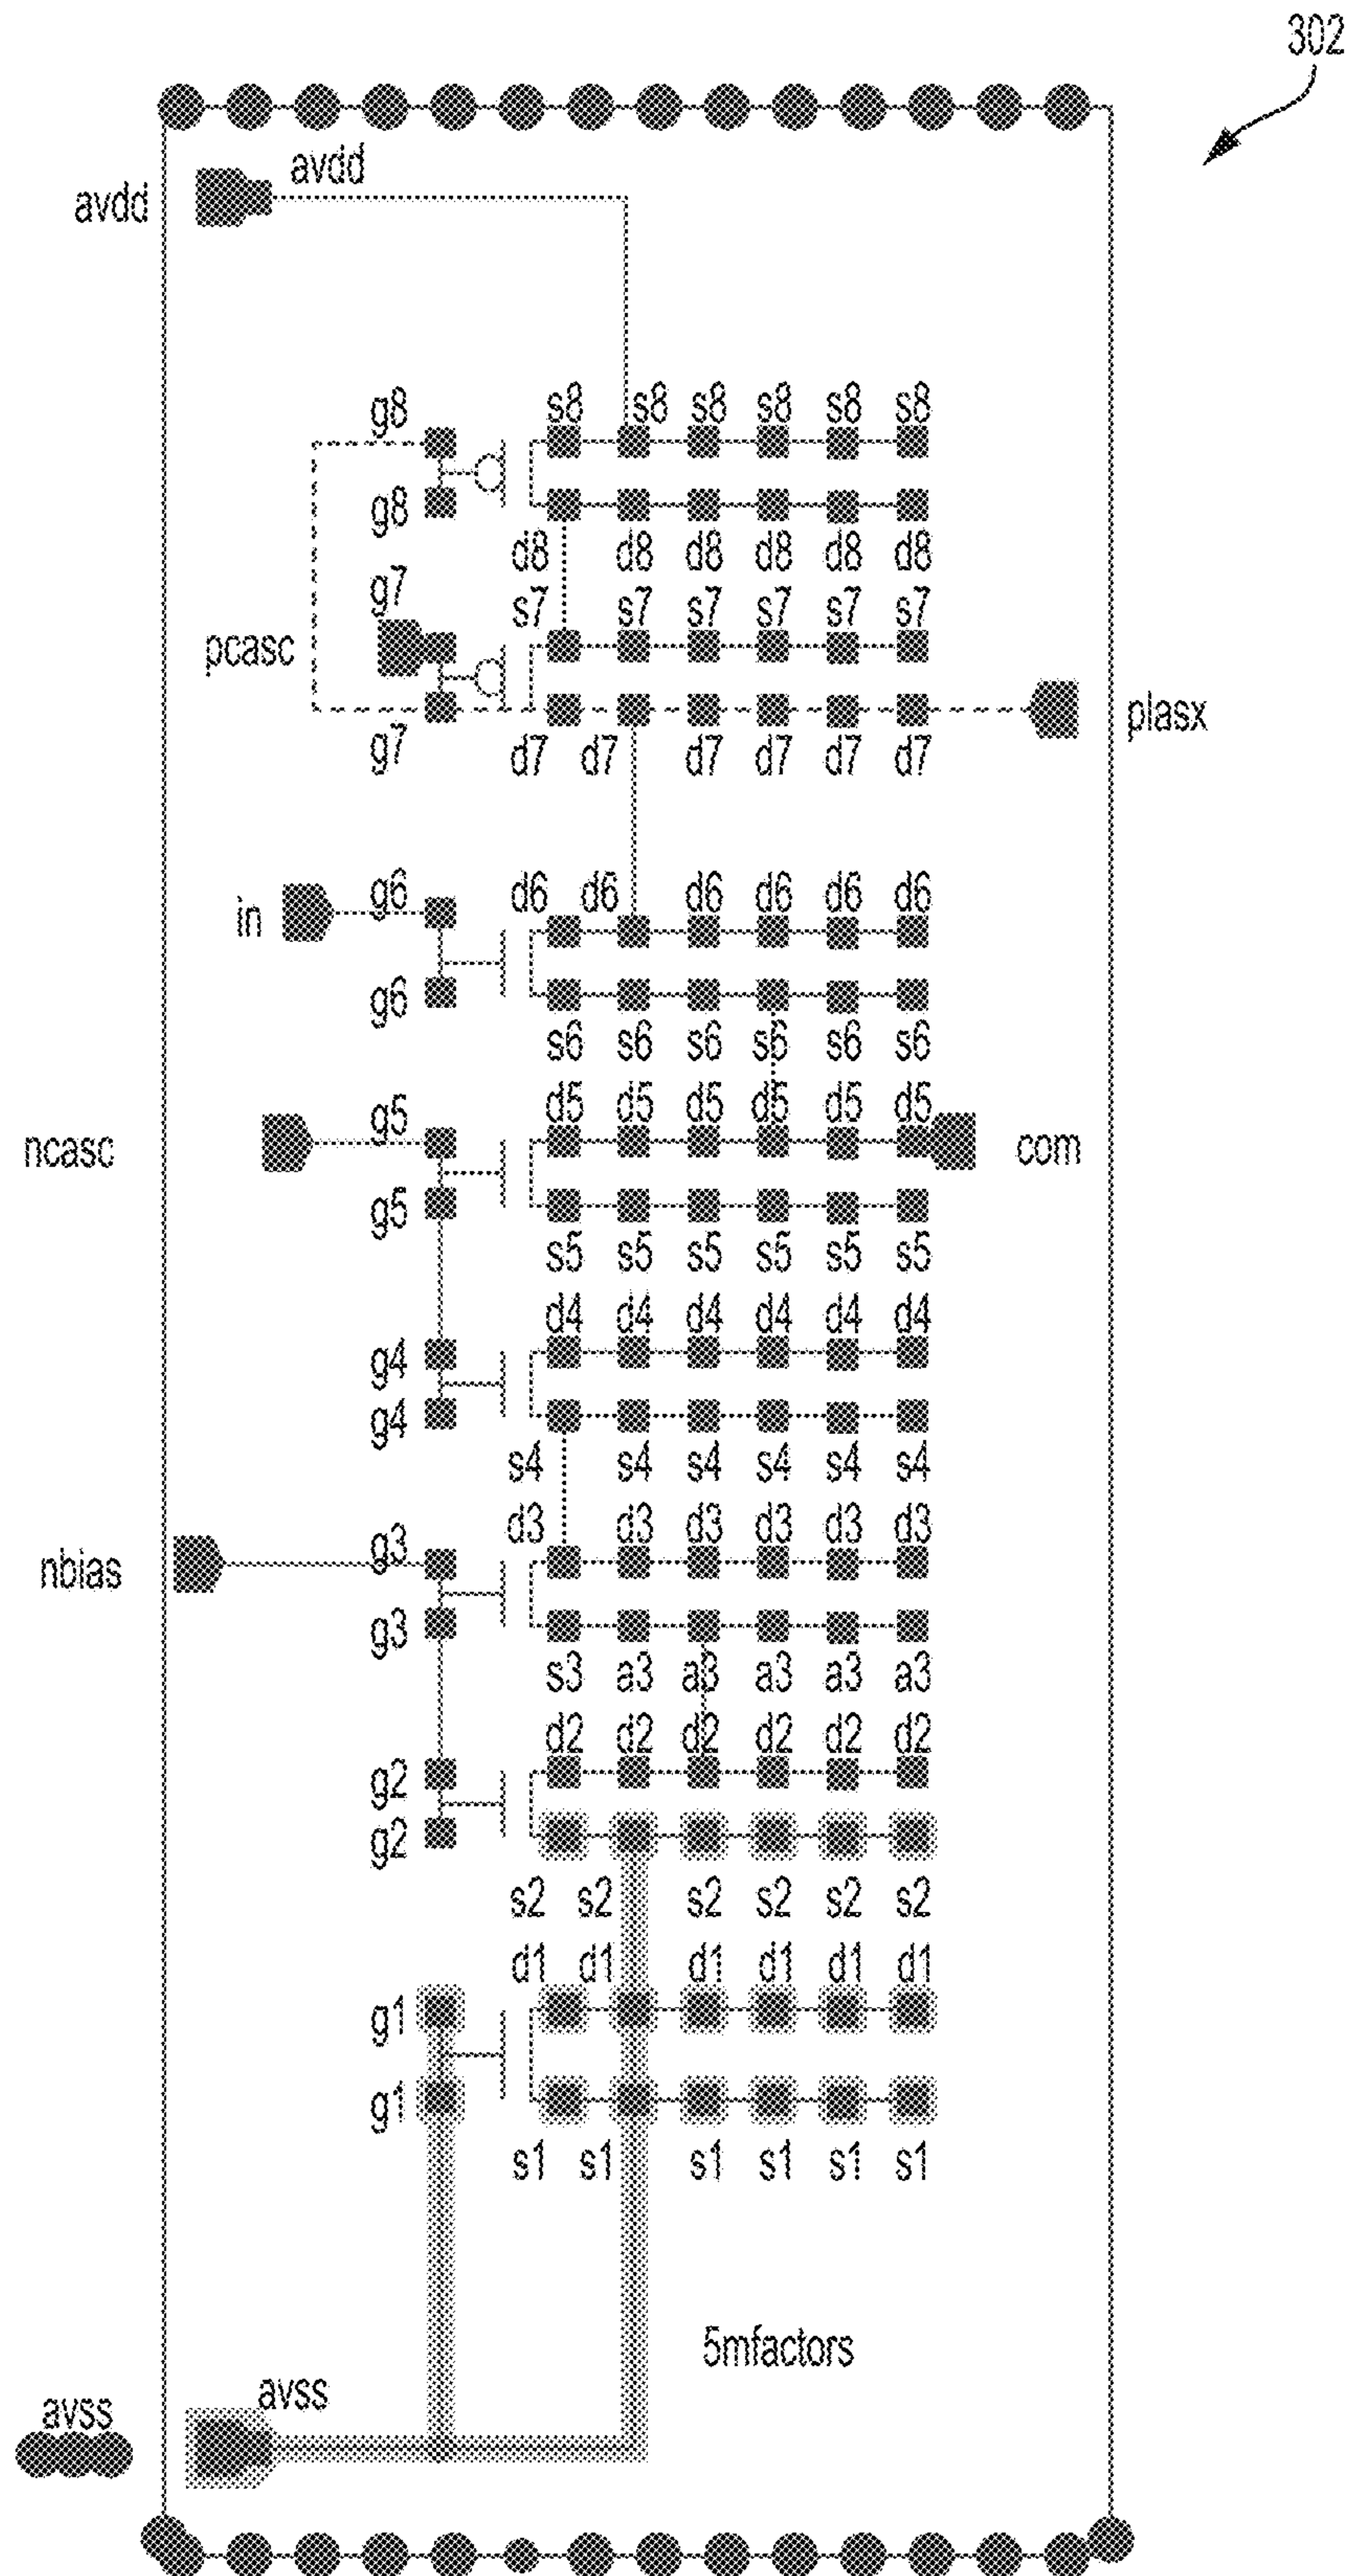 302
avdd
avdd
g8 s8 s8 s8 s8 s8 s8
g8 d8 d8 d8 d8 d8 d8
g7 s7 s7 s7 s7 s7 s7
pcasc
plasx
g7 d7 d7 d7 d7 d7 d7
in g6 d6 d6 d6 d6 d6 d6
g6 s6 s6 s6 s6 s6 s6
g5 d5 d5 d5 d5 d5 d5
ncasc com
g5 s5 s5 s5 s5 s5 s5
d4 d4 d4 d4 d4 d4
g4
g4
s4 s4 s4 s4 s4 s4
g3 d3 d3 d3 d3 d3 d3
nbias
g3 s3 a3 a3 a3 a3 a3
d2 d2 d2 d2 d2 d2
g2
g2
s2 s2 s2 s2 s2 s2
d1 d1 d1 d1 d1 d1
g1
g1
s1 s1 s1 s1 s1 s1
5mfactors
avss avss